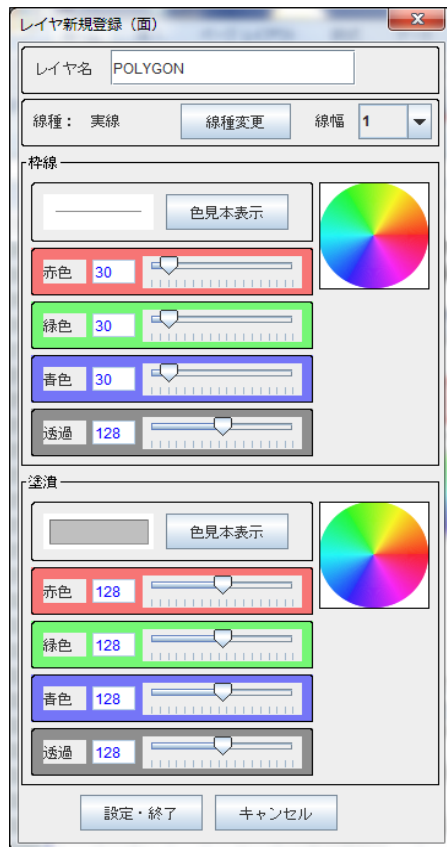 レイヤ新規登録（面）
レイヤ名 POLYGON
線種： 実線 線種変更 線幅 1
枠線
色見本表示
赤色 30
緑色 30
青色 30
透過 128
塗潰
色見本表示
赤色 128
緑色 128
青色 128
透過 128
設定・終了 キャンセル